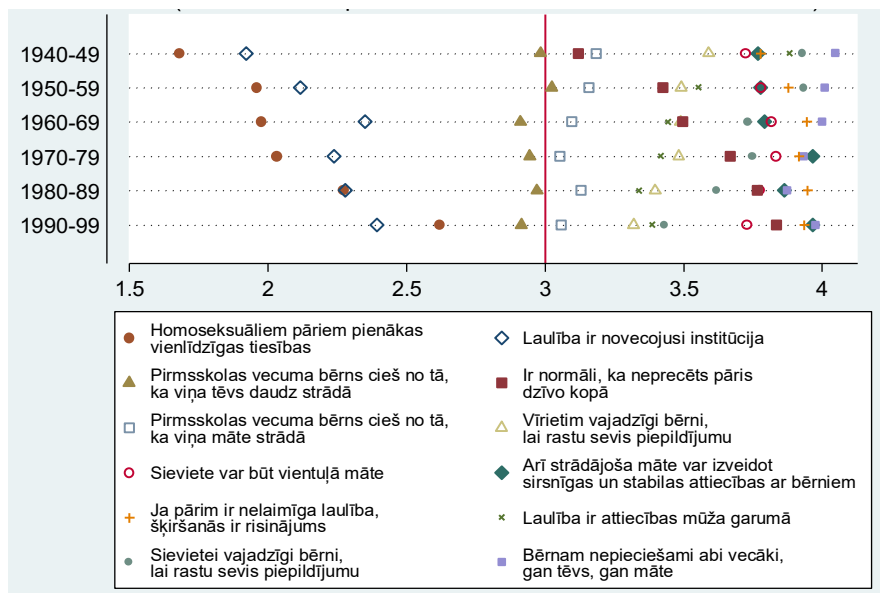 1940-49
1950-59
1960-69
1970-79
1980-89
1990-99
1.5 2 2.5 3 3.5 4
Homoseksuāliem pāriem pienākas
vienlīdzīgas tiesības
Laulība ir novecojusi institūcija
Pirmsskolas vecuma bērns cieš no tā,
ka viņa tēvs daudz strādā
Ir normāli, ka neprecēts pāris
dzīvo kopā
Pirmsskolas vecuma bērns cieš no tā,
ka viņa māte strādā
Vīrietim vajadzīgi bērni,
lai rastu sevis piepildījumu
Sieviete var būt vientuļā māte
Arī strādājoša māte var izveidot
sirsnīgas un stabilas attiecības ar bērniem
Ja pārim ir nelaimīga laulība,
šķiršanās ir risinājums
Laulība ir attiecības mūža garumā
Sievietei vajadzīgi bērni,
lai rastu sevis piepildījumu
Bērnam nepieciešami abi vecāki,
gan tēvs, gan māte